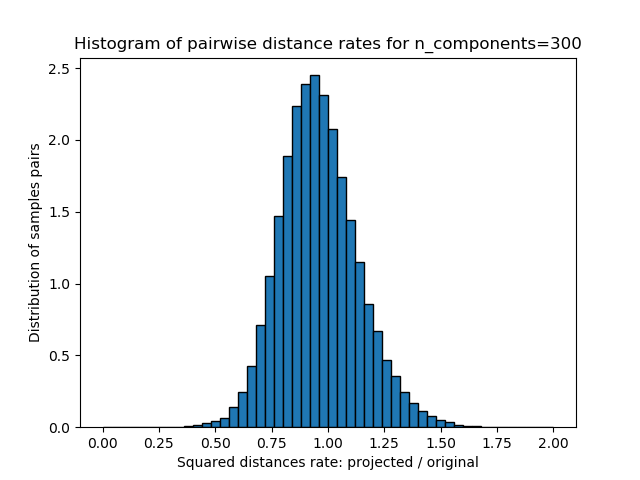 Histogram of pairwise distance rates for n_components=300
Distribution of samples pairs
2.5
2.0
1.5
1.0
0.5
0.0
0.00 0.25 0.50 0.75 1.00 1.25 1.50 1.75 2.00
Squared distances rate: projected / original